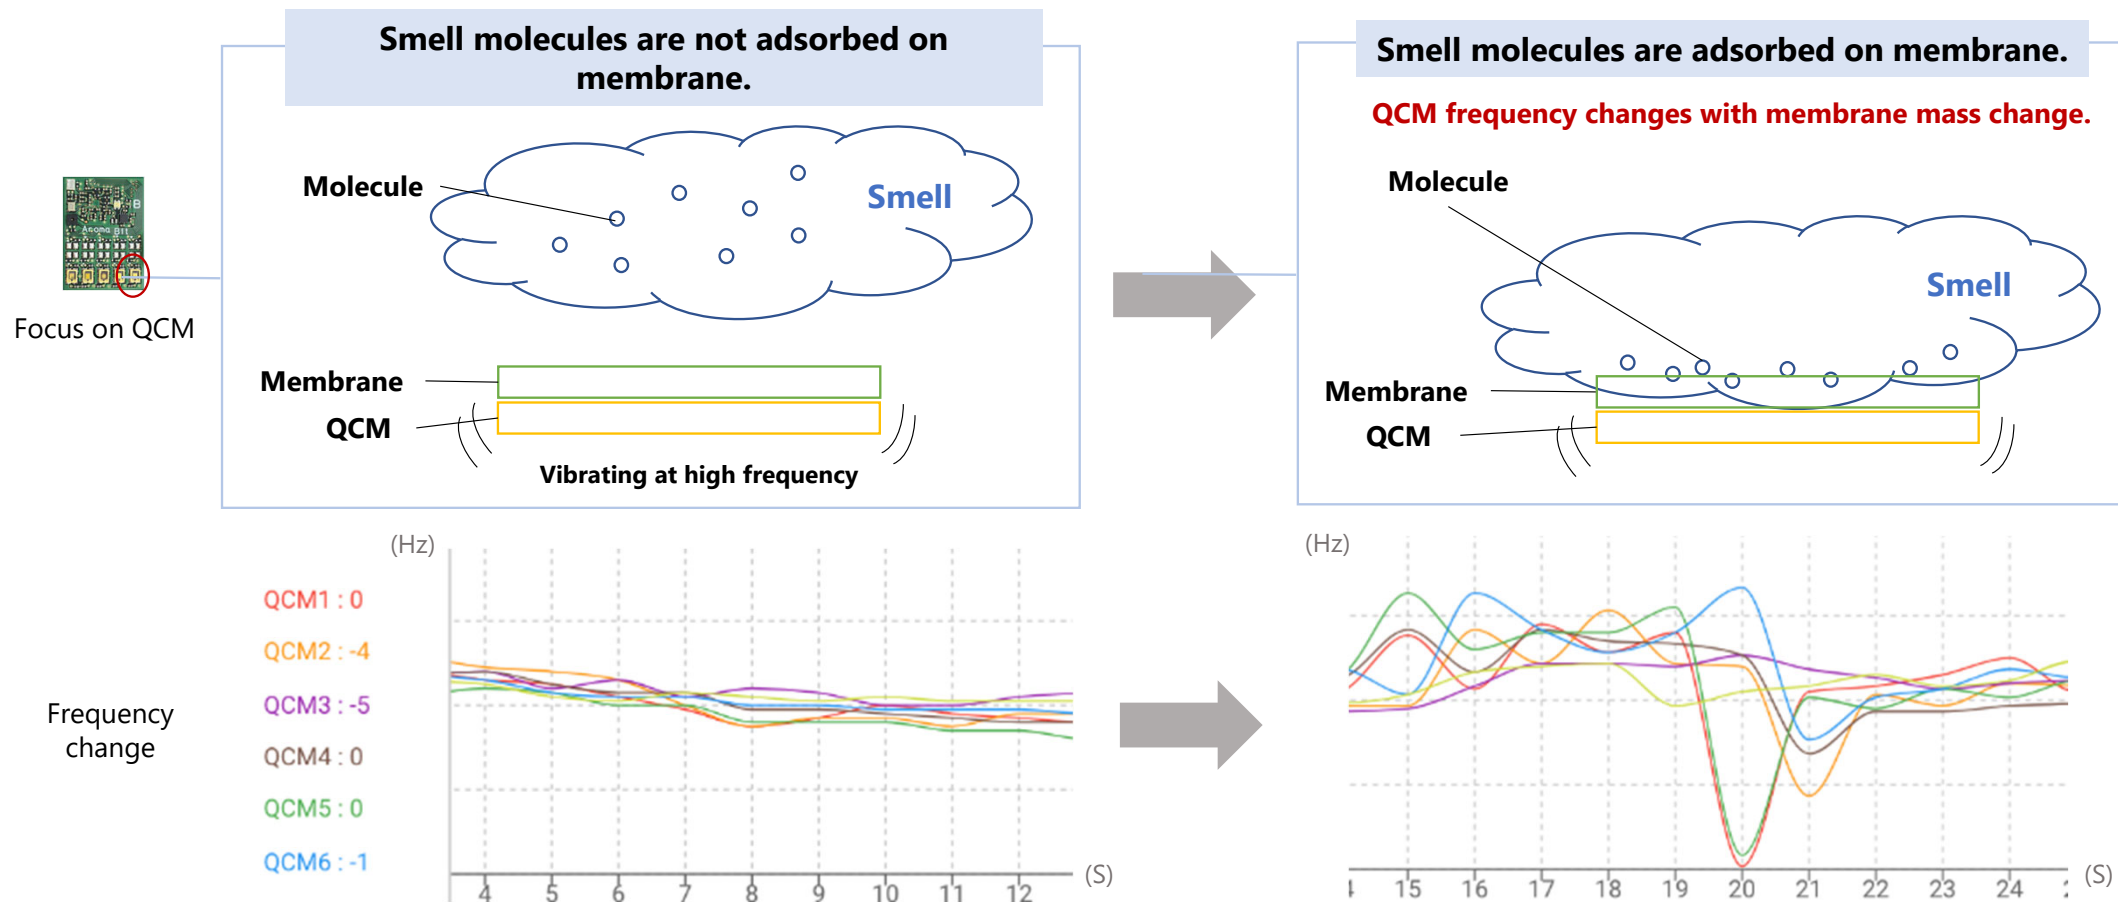 Smell molecules are not adsorbed on
membrane.
Molecule
Smell
Membrane
QCM
Vibrating at high frequency
Focus on QCM
Smell molecules are adsorbed on membrane.
QCM frequency changes with membrane mass change.
Molecule
Smell
Membrane
QCM
Frequency
change
(Hz)
QCM1 : 0
QCM2 : -4
QCM3 : -5
QCM4 : 0
QCM5 : 0
QCM6 : -1
4 5 6 7 8 9 10 11 12
(S)
(Hz)
15 16 17 18 19 20 21 22 23 24
(S)